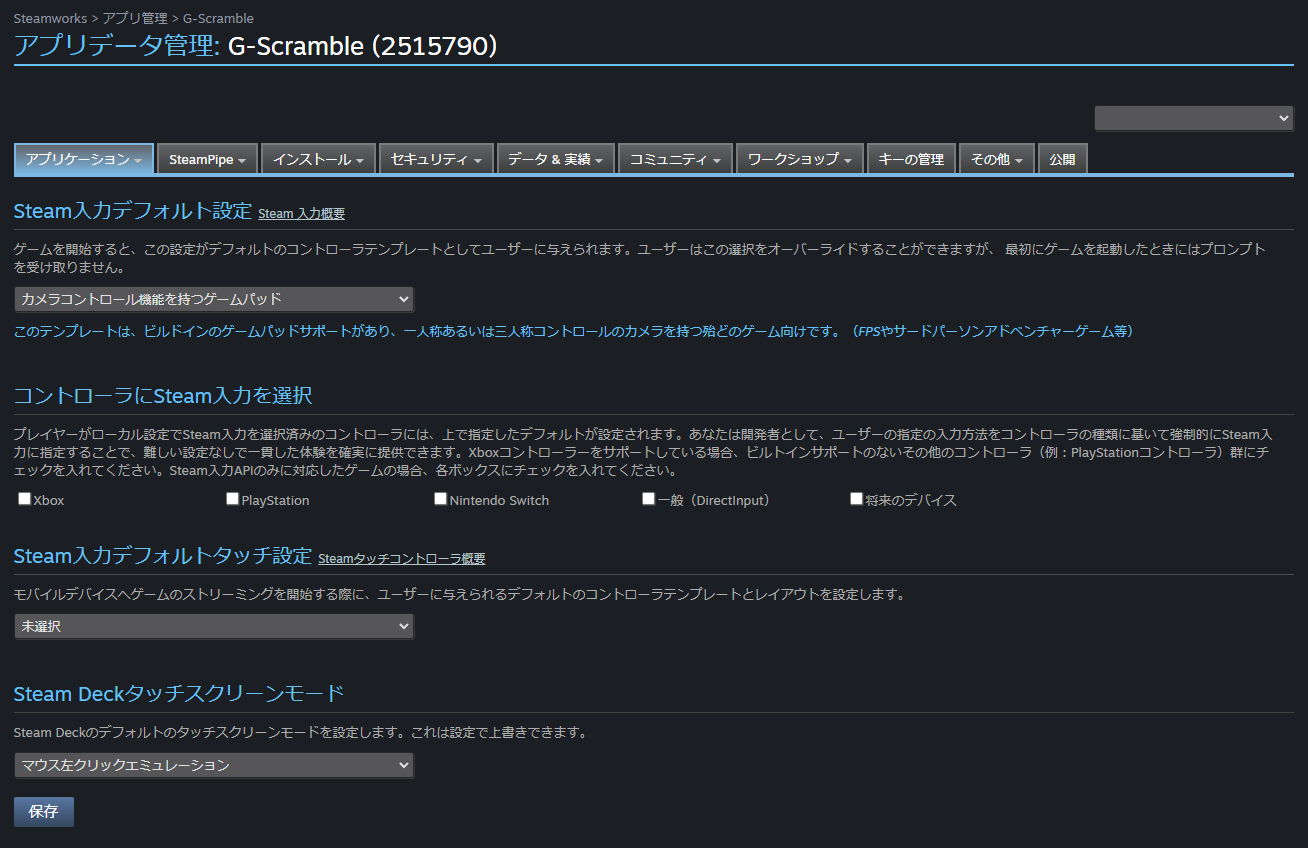 Steamworks > アプリ管理 > G-Scramble
アプリデータ管理: G-Scramble (2515790)
アプリケーション SteamPipe インストール セキュリティ データ & 実績 コミュニティ ワークショップ キーの管理 その他 公開
Steam入力デフォルト設定 Steam 入力概要
ゲームを開始すると、この設定がデフォルトのコントローラテンプレートとしてユーザーに与えられます。ユーザーはこの選択をオーバーライドすることができますが、 最初にゲームを起動したときにはプロンプト
を受け取りません。
カメラコントロール機能を持つゲームパッド
このテンプレートは、ビルドインのゲームパッドサポートがあり、一人称あるいは三人称コントロールのカメラを持つ殆どのゲーム向けです。（FPSやサードパーソンアドベンチャーゲーム等）
コントローラにSteam入力を選択
プレイヤーがローカル設定でSteam入力を選択済みのコントローラには、上で指定したデフォルトが設定されます。あなたは開発者として、ユーザーの指定の入力方法をコントローラの種類に基いて強制的にSteam入
力に指定することで、難しい設定なしで一貫した体験を確実に提供できます。Xboxコントローラーをサポートしている場合、ビルトインサポートのないその他のコントローラ（例：PlayStationコントローラ）群にチ
ェックを入れてください。Steam入力APIのみに対応したゲームの場合、各ボックスにチェックを入れてください。
Xbox PlayStation Nintendo Switch 一般（DirectInput） 将来のデバイス
Steam入力デフォルトタッチ設定 Steamタッチコントローラ概要
モバイルデバイスへゲームのストリーミングを開始する際に、ユーザーに与えられるデフォルトのコントローラテンプレートとレイアウトを設定します。
未選択
Steam Deckタッチスクリーンモード
Steam Deckのデフォルトのタッチスクリーンモードを設定します。これは設定で上書きできます。
マウス左クリックエミュレーション
保存